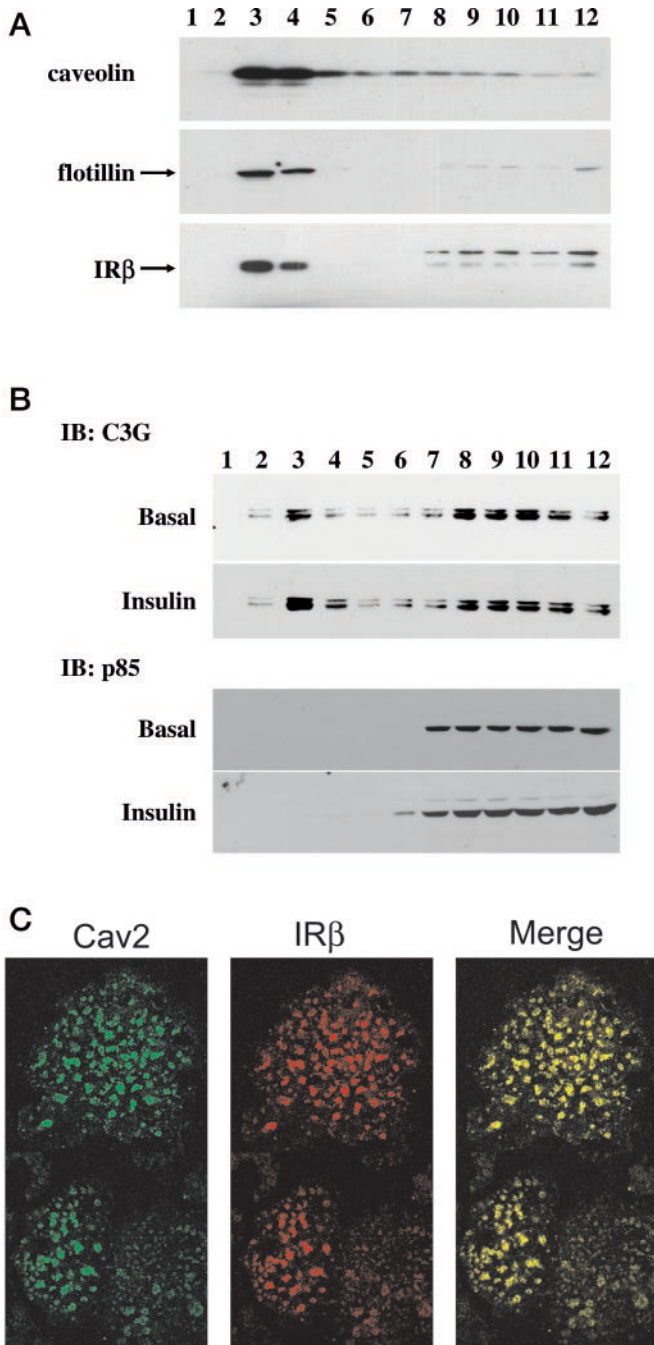 A
1 2 3 4 5 6 7 8 9 10 11 12
caveolin
flotillin
IRβ
B
IB: C3G
1 2 3 4 5 6 7 8 9 10 11 12
Basal
Insulin
IB: p85
Basal
Insulin
C
Cav2 IRβ Merge